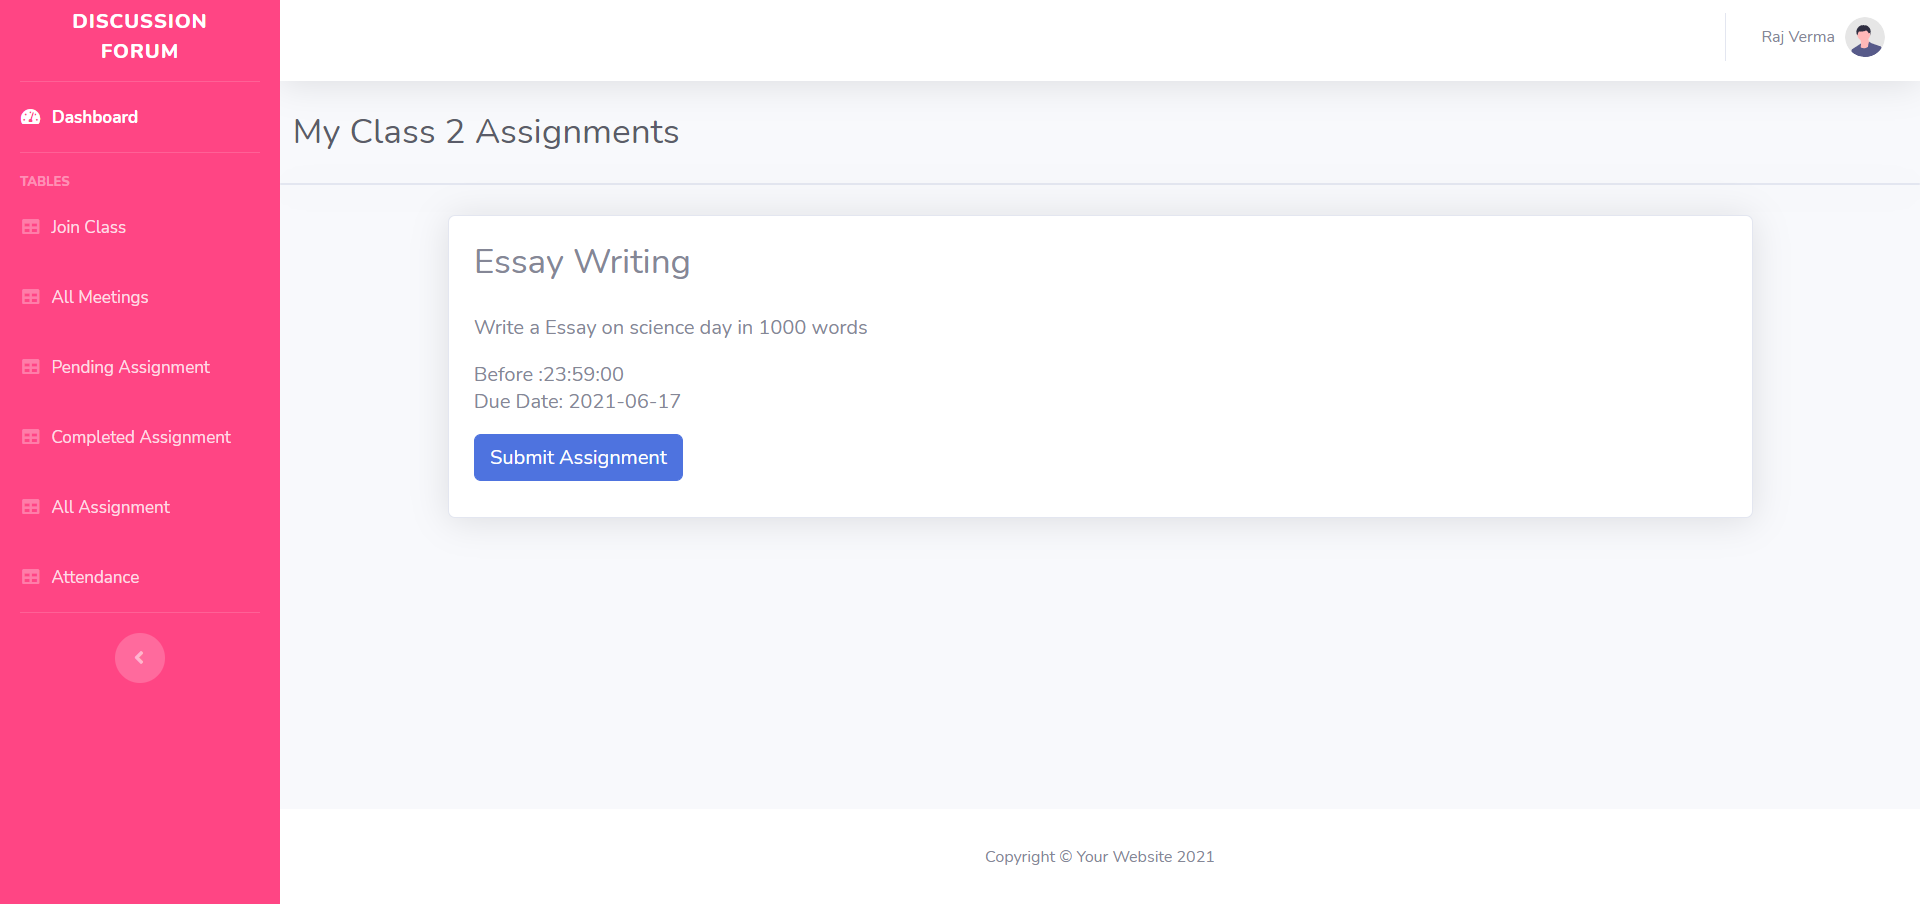 DISCUSSION
FORUM
Dashboard
TABLES
Join Class
All Meetings
Pending Assignment
Completed Assignment
All Assignment
Attendance
Raj Verma
My Class 2 Assignments
Essay Writing
Write a Essay on science day in 1000 words
Before :23:59:00
Due Date: 2021-06-17
Submit Assignment
Copyright © Your Website 2021